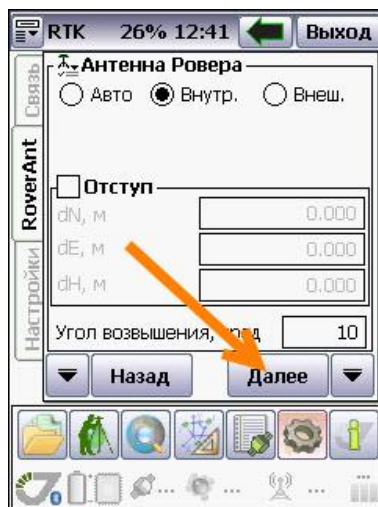 RTK 26% 12:41 Выход
Связь
RoverAnt
Настройки
Антенна Ровера
Авто Внутр. Внеш.
Отступ
dN, м 0.000
dE, м 0.000
dH, м 0.000
Угол возвышения, 10
Назад Далее
0 ... ... ...